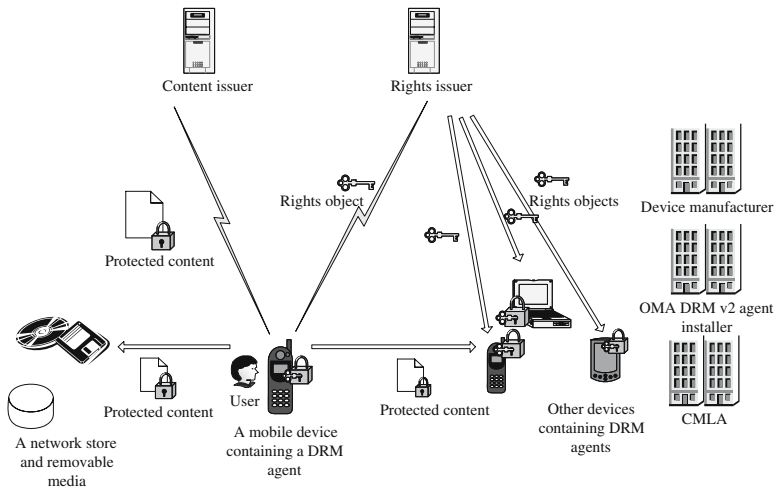 Content issuer
Rights issuer
Rights object
Rights objects
Device manufacturer
Protected content
OMA DRM v2 agent
installer
User
Protected content
Protected content
CMLA
A network store
and removable
media
A mobile device
containing a DRM
agent
Other devices
containing DRM
agents